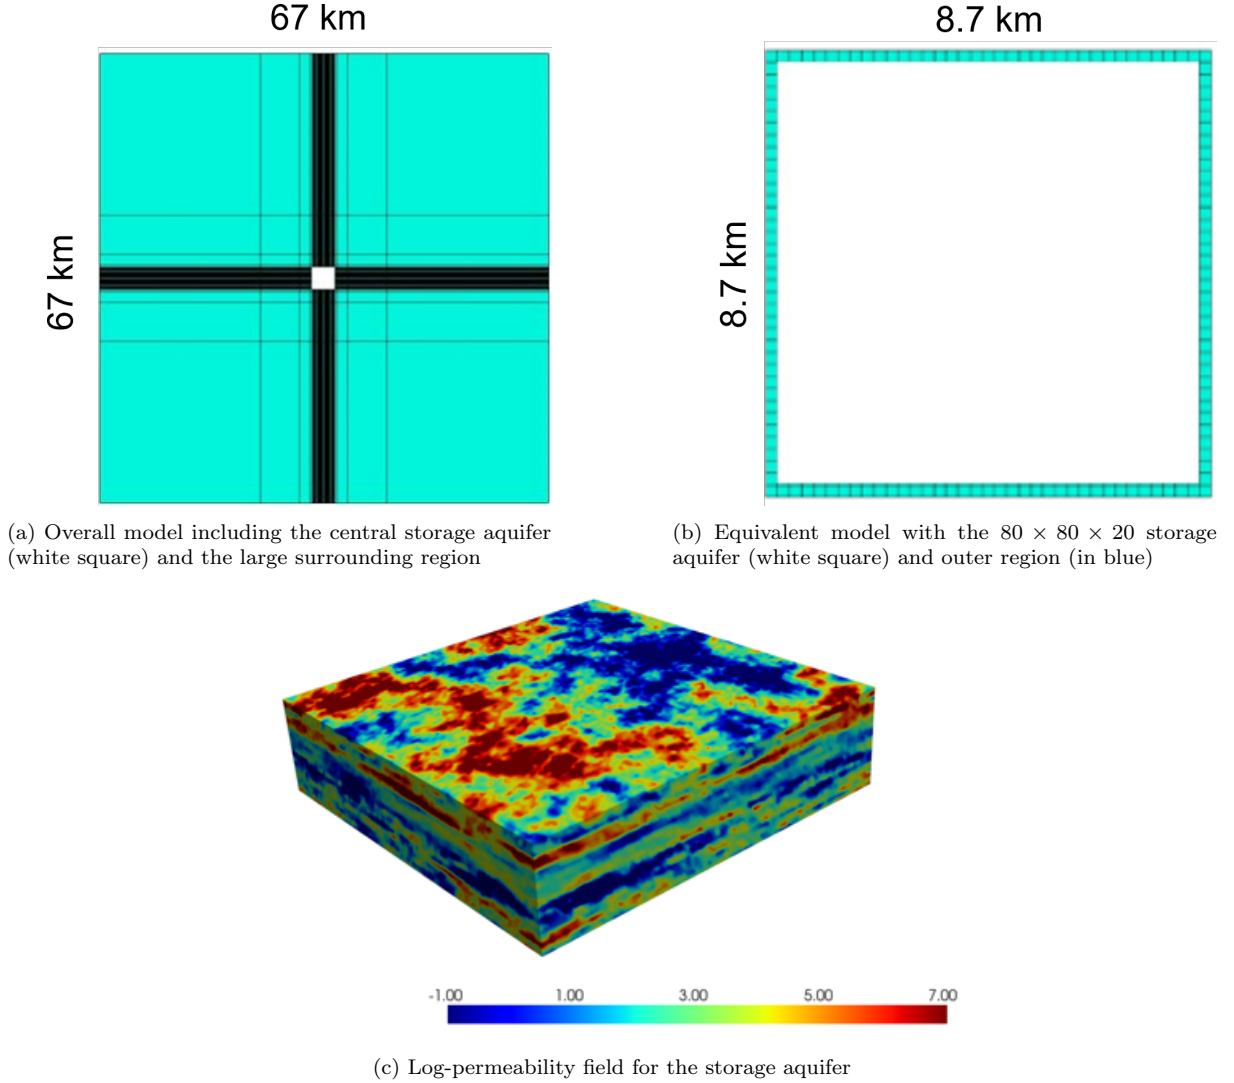 67 km
8.7 km
67 km
8.7 km
(a) Overall model including the central storage aquifer
(white square) and the large surrounding region
(b) Equivalent model with the 80 × 80 × 20 storage
aquifer (white square) and outer region (in blue)
-1.00 1.00 3.00 5.00 7.00
(c) Log-permeability field for the storage aquifer